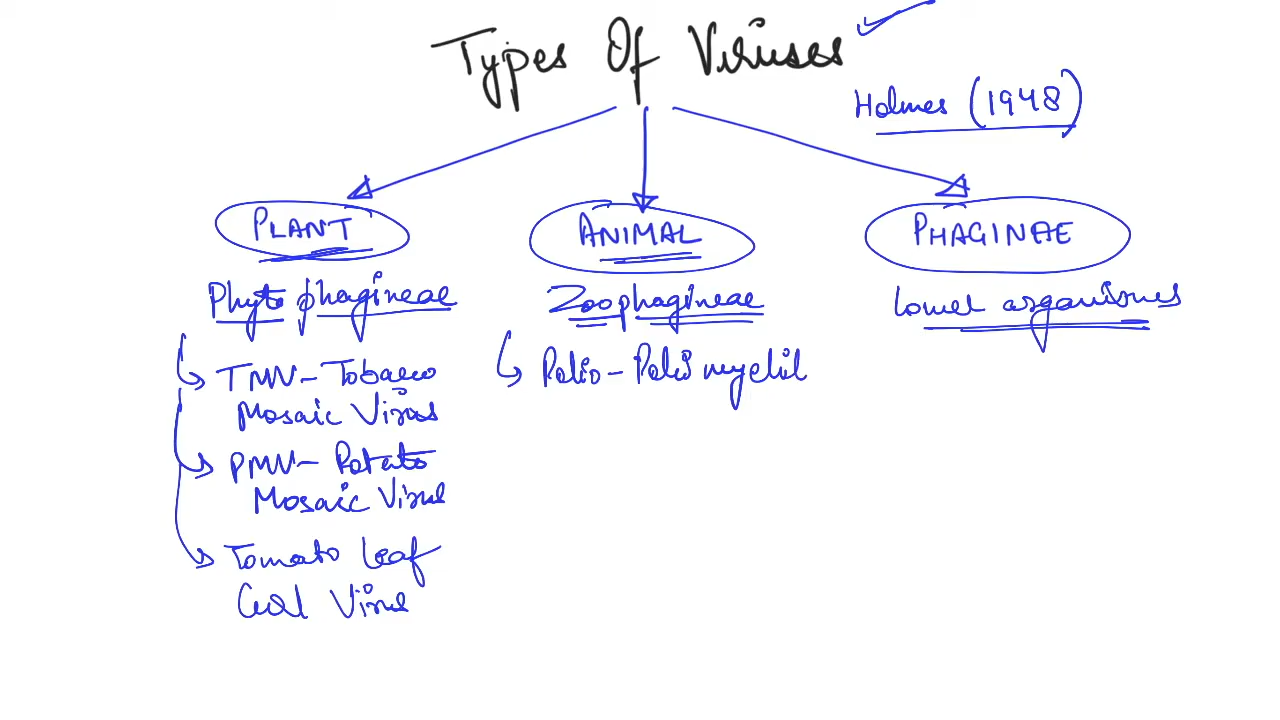 Types Of Viruses
Holmes (1948)
PLANT
Phytophagineae
TMV - Tobacco
Mosaic Virus
PMV - Potato
Mosaic Virus
Tomato Leaf
Curl Virus
ANIMAL
Zoophagineae
Polio - Polio myelit
PHAGINEAE
lower organisms